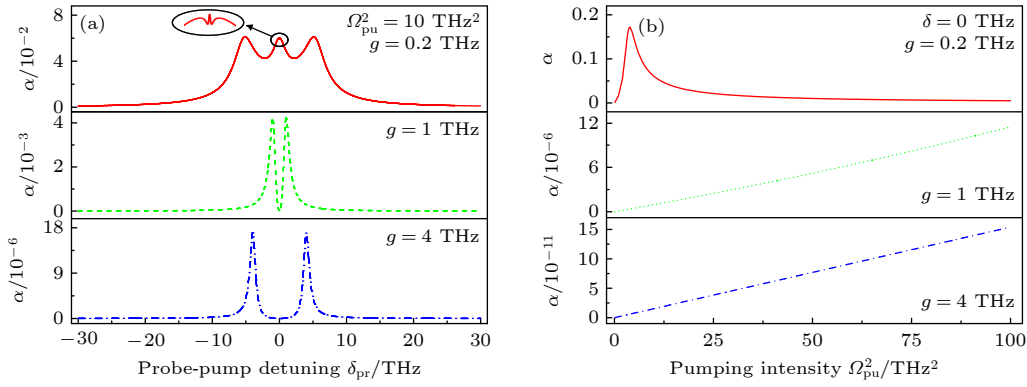 (a)
Ω²pu = 10 THz²
g = 0.2 THz
α/10⁻²
8
6
4
2
0
g = 1 THz
α/10⁻³
4
2
0
g = 4 THz
α/10⁻⁶
18
9
0
−30 −20 −10 0 10 20 30
Probe-pump detuning δpr/THz
(b)
δ = 0
g = 0.2 THz
α
0.2
0.1
0
g = 1 THz
α/10⁻⁶
12
6
0
g = 4 THz
α/10⁻¹¹
15
10
5
0
0 25 50 75 100
Pumping intensity Ω²pu/THz²